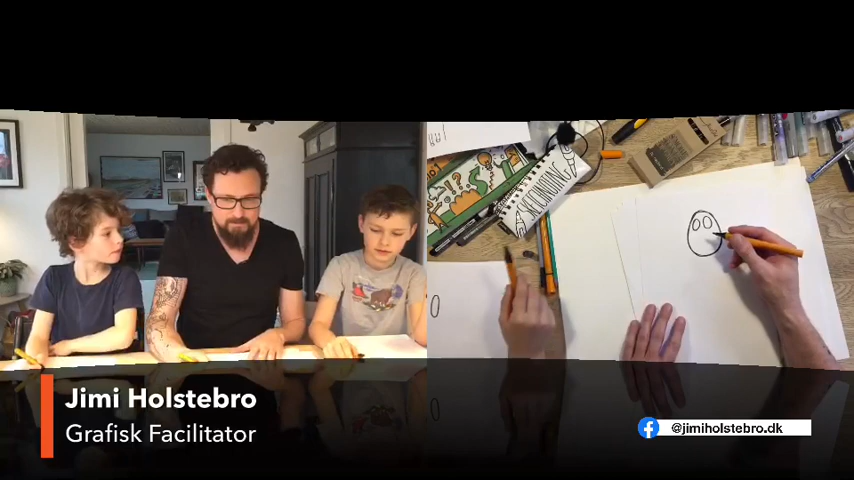 Jimi Holstebro
Grafisk Facilitator
@jimiholstebro.dk